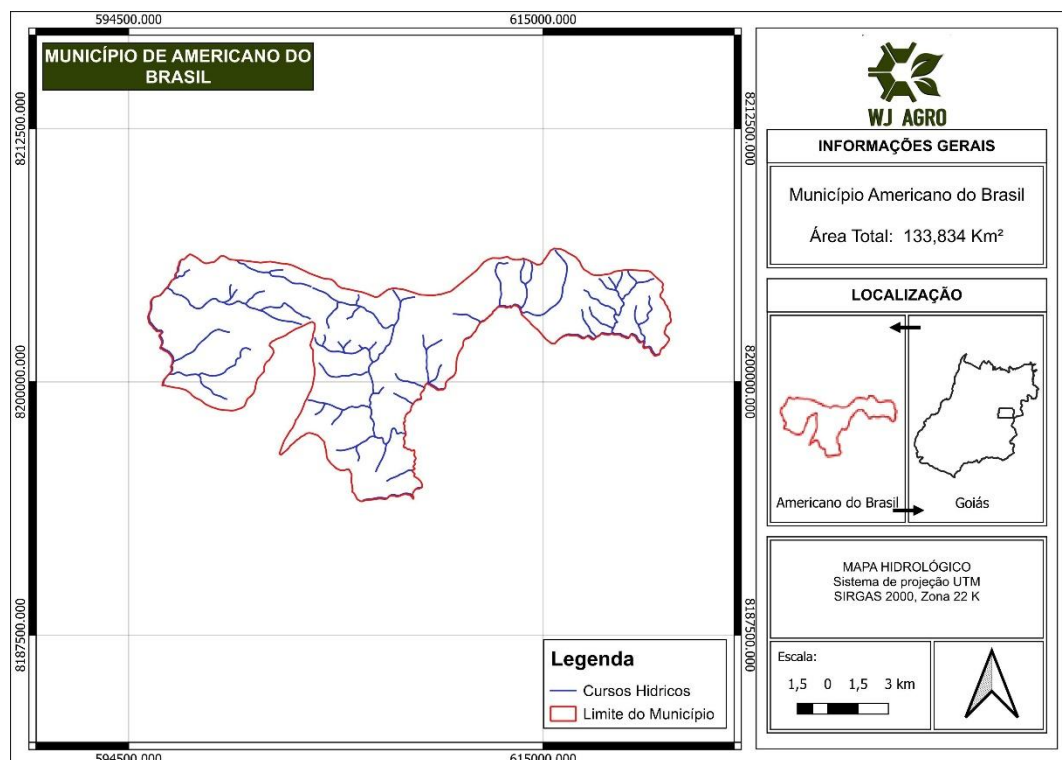 594500.000
615000.000
MUNICÍPIO DE AMERICANO DO
BRASIL
8212500.000
8212500.000
8200000.000
8200000.000
8187500.000
8187500.000
Legenda
Cursos Hídricos
Limite do Município
594500.000
615000.000
WJ AGRO
INFORMAÇÕES GERAIS
Município Americano do Brasil
Área Total: 133,834 Km²
LOCALIZAÇÃO
Americano do Brasil
Goiás
MAPA HIDROLÓGICO
Sistema de projeção UTM
SIRGAS 2000, Zona 22 K
Escala:
1,5 0 1,5 3 km